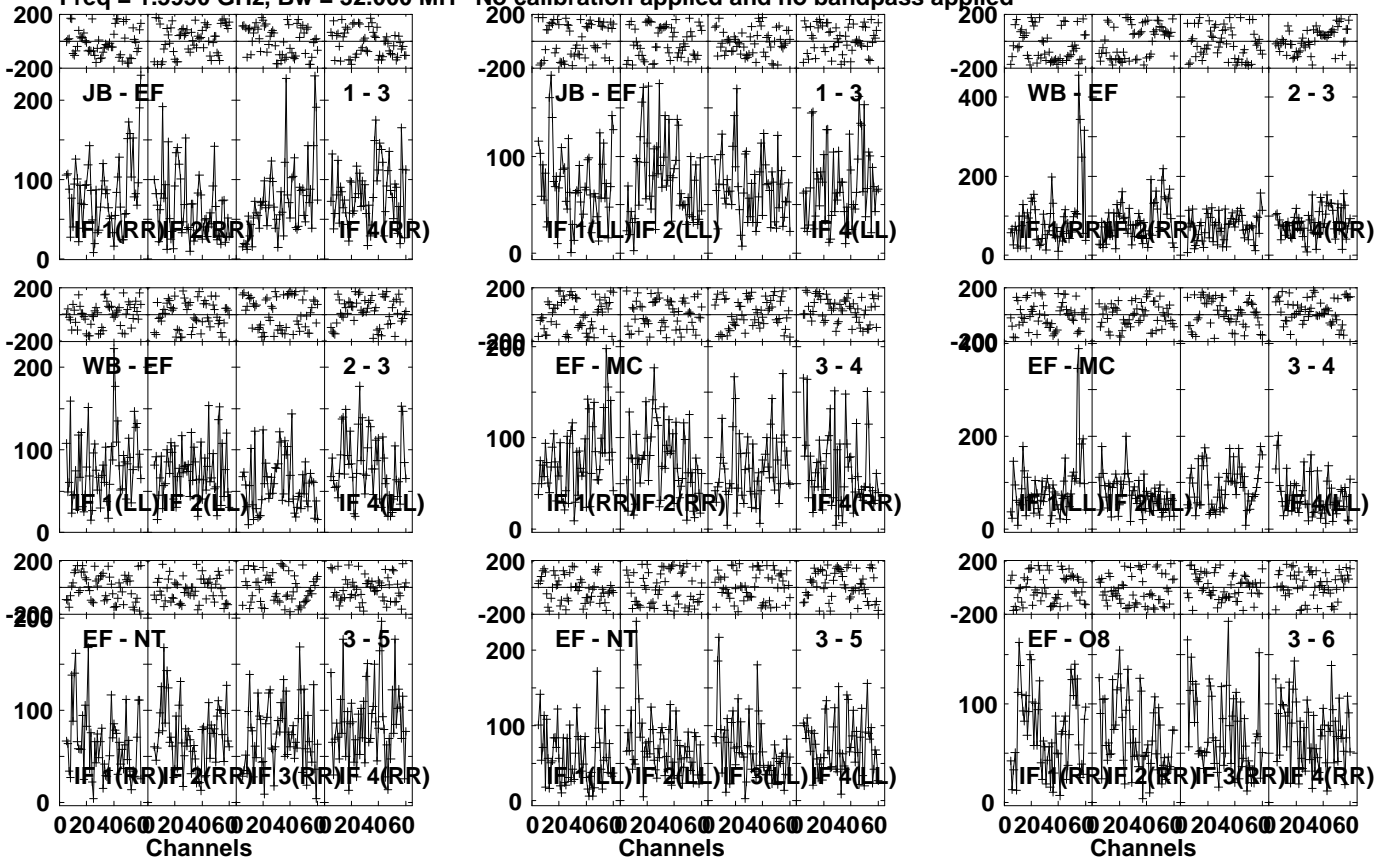 Freq = 1.5956 GHz, Bw = 32.000 MH No calibration applied and no bandpass applied
200
-200
200
100
0
JB - EF
1 - 3
IF 1(RR)
IF 2(RR)
IF 4(RR)
200
-200
100
0
JB - EF
1 - 3
IF 1(LL)
IF 2(LL)
IF 4(LL)
200
-200
400
200
0
WB - EF
2 - 3
IF 1(RR)
IF 2(RR)
IF 4(RR)
200
-200
200
100
0
WB - EF
2 - 3
IF 1(LL)
IF 2(LL)
IF 4(LL)
200
-200
200
100
0
EF - MC
3 - 4
IF 1(RR)
IF 2(RR)
IF 4(RR)
200
-200
400
200
0
EF - MC
3 - 4
IF 1(LL)
IF 2(LL)
IF 4(LL)
200
-200
200
100
0
EF - NT
3 - 5
IF 1(RR)
IF 2(RR)
IF 3(RR)
IF 4(RR)
0 20 40 60 0 20 40 60 0 20 40 60 0 20 40 60
Channels
200
-200
200
100
0
EF - NT
3 - 5
IF 1(LL)
IF 2(LL)
IF 3(LL)
IF 4(LL)
0 20 40 60 0 20 40 60 0 20 40 60 0 20 40 60
Channels
200
-200
100
0
EF - O8
3 - 6
IF 1(RR)
IF 2(RR)
IF 3(RR)
IF 4(RR)
0 20 40 60 0 20 40 60 0 20 40 60 0 20 40 60
Channels